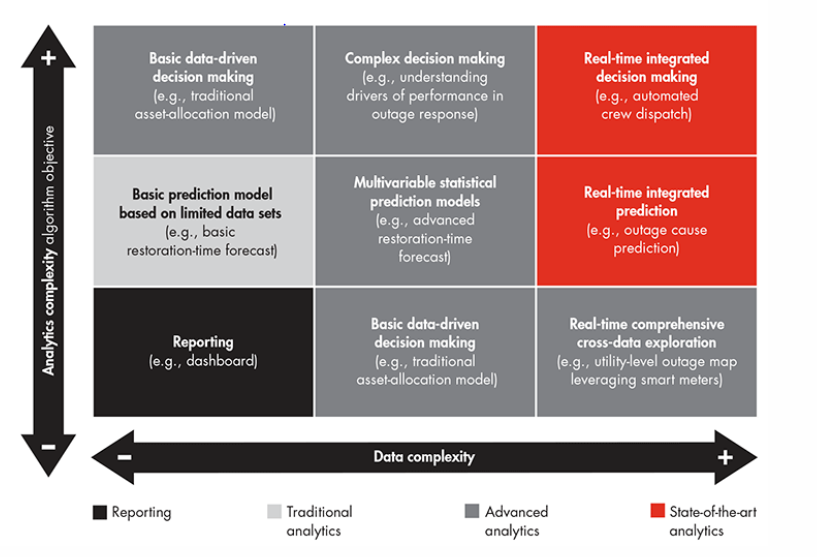 Analytics complexity algorithm objective
+
−
Basic data-driven
decision making
(e.g., traditional
asset-allocation model)
Complex decision making
(e.g., understanding
drivers of performance in
outage response)
Real-time integrated
decision making
(e.g., automated
crew dispatch)
Basic prediction model
based on limited data sets
(e.g., basic
restoration-time forecast)
Multivariable statistical
prediction models
(e.g., advanced
restoration-time
forecast)
Real-time integrated
prediction
(e.g., outage cause
prediction)
Reporting
(e.g., dashboard)
Basic data-driven
decision making
(e.g., traditional
asset-allocation model)
Real-time comprehensive
cross-data exploration
(e.g., utility-level outage map
leveraging smart meters)
− Data complexity +
Reporting
Traditional
analytics
Advanced
analytics
State-of-the-art
analytics